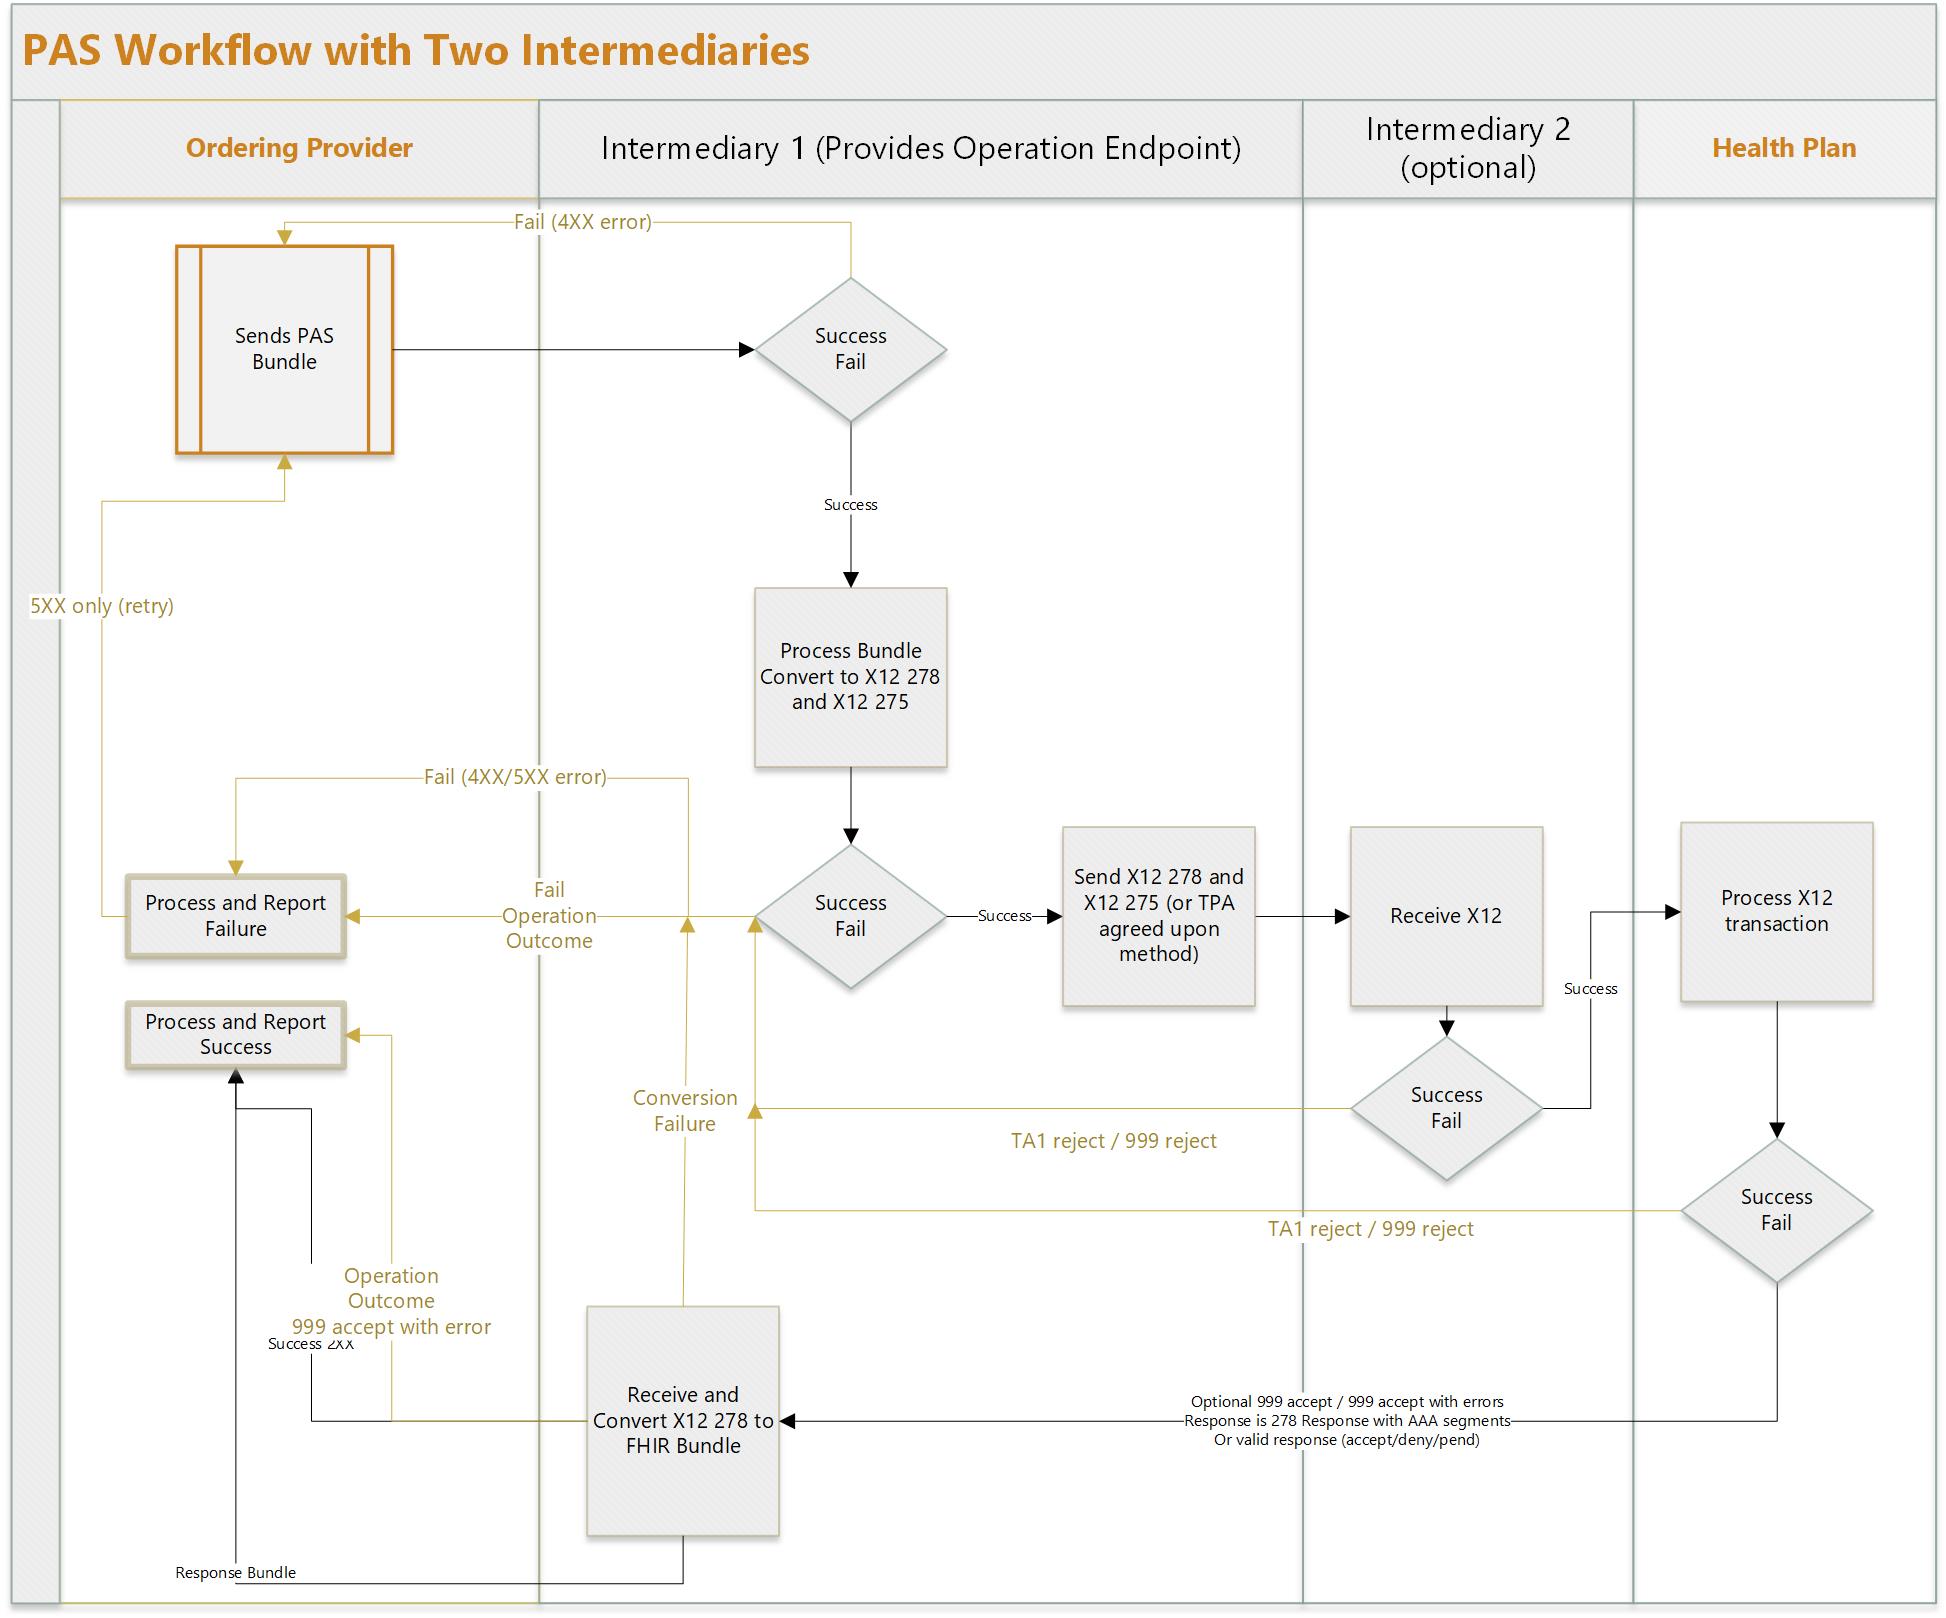 PAS Workflow with Two Intermediaries
Ordering Provider
Intermediary 1 (Provides Operation Endpoint)
Intermediary 2
(optional)
Health Plan
Fail (4XX error)
Sends PAS
Bundle
Success
Fail
Success
5XX only (retry)
Process Bundle
Convert to X12 278
and X12 275
Fail (4XX/5XX error)
Process and Report
Failure
Fail
Operation
Outcome
Success
Fail
Success
Send X12 278 and
X12 275 (or TPA
agreed upon
method)
Receive X12
Success
Process X12
transaction
Process and Report
Success
Conversion
Failure
Success
Fail
TA1 reject / 999 reject
Success
Fail
TA1 reject / 999 reject
Operation
Outcome
999 accept with error
Success 2XX
Receive and
Convert X12 278 to
FHIR Bundle
Optional 999 accept / 999 accept with errors
Response is 278 Response with AAA segments
Or valid response (accept/deny/pend)
Response Bundle